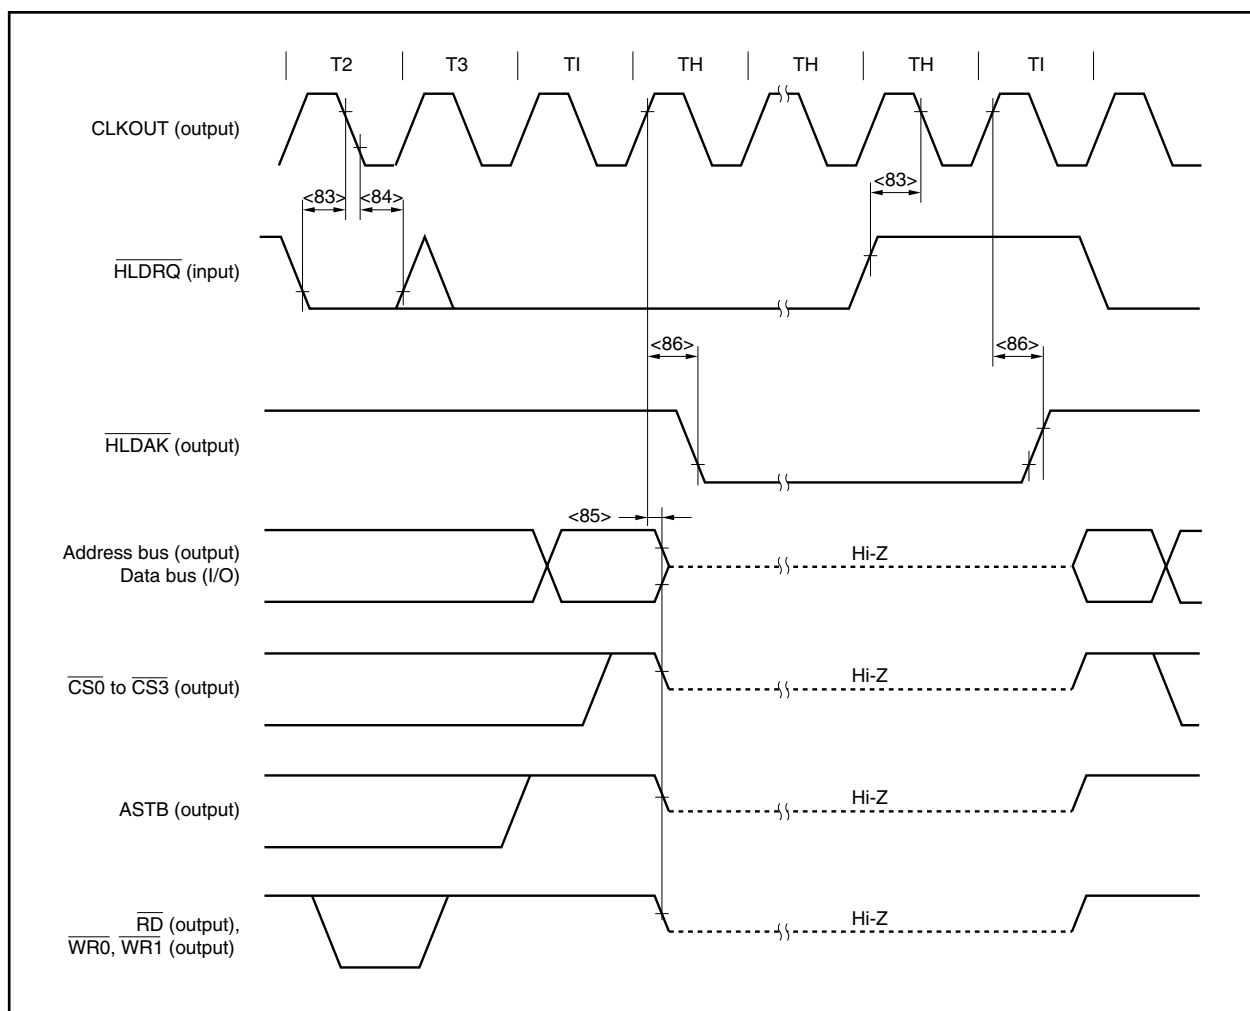 T2 T3 TI TH TH TH TI
CLKOUT (output)
<83> <84> <83>
HLDRQ (input)
<86> <86>
HLDAK (output)
<85>
Address bus (output)
Data bus (I/O)
Hi-Z
CS0 to CS3 (output)
Hi-Z
ASTB (output)
Hi-Z
RD (output),
WR0, WR1 (output)
Hi-Z